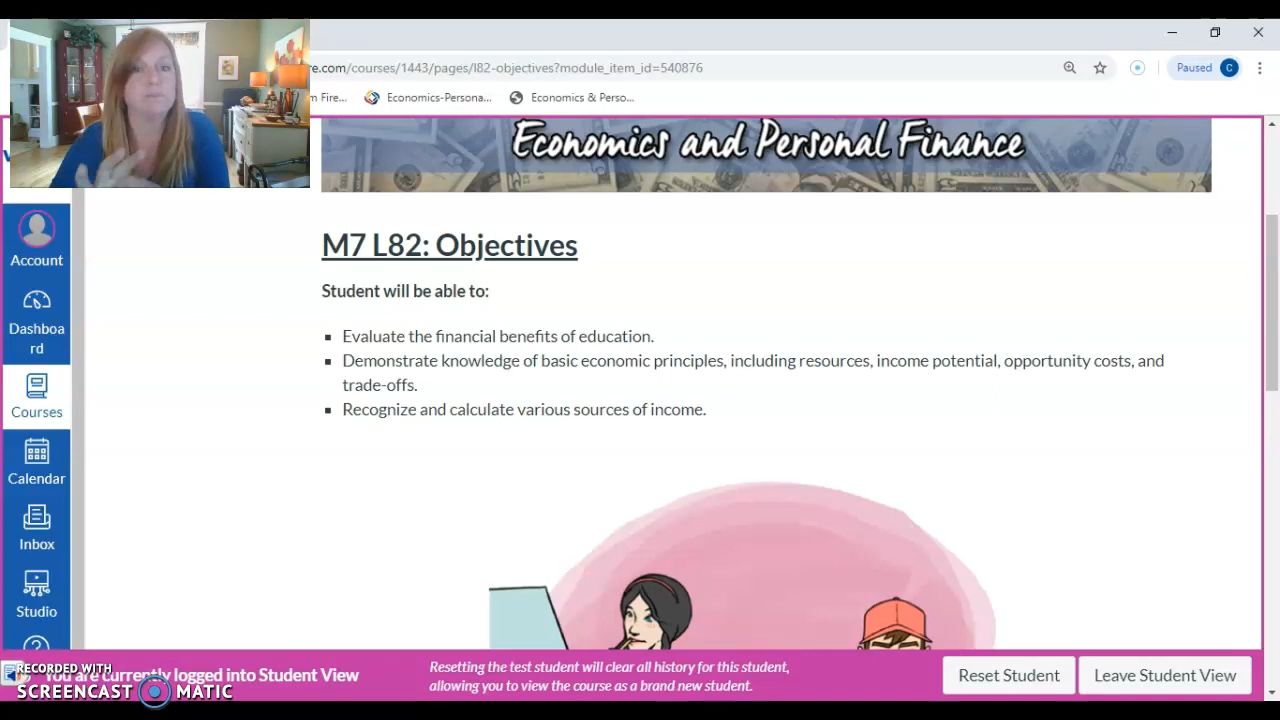 re.com/courses/1443/pages/l82-objectives?module_item_id=540876
Paused C
m Fire...
Economics-Persona...
Economics & Perso...
Economics and Personal Finance
M7 L82: Objectives
Student will be able to:
Evaluate the financial benefits of education.
Demonstrate knowledge of basic economic principles, including resources, income potential, opportunity costs, and
trade-offs.
Recognize and calculate various sources of income.
Account
Dashboa
rd
Courses
Calendar
Inbox
Studio
You are currently logged into Student View
Resetting the test student will clear all history for this student,
allowing you to view the course as a brand new student.
Reset Student
Leave Student View
RECORDED WITH
SCREENCAST MATIC